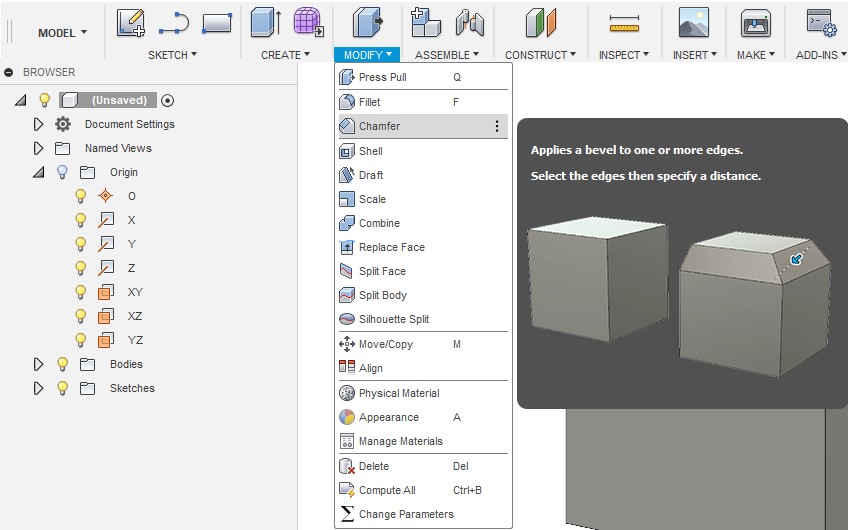 MODEL
SKETCH
CREATE
MODIFY
ASSEMBLE
CONSTRUCT
INSPECT
INSERT
MAKE
ADD-INS
BROWSER
(Unsaved)
Document Settings
Named Views
Origin
O
X
Y
Z
XY
XZ
YZ
Bodies
Sketches
Press Pull Q
Fillet F
Chamfer
Shell
Draft
Scale
Combine
Replace Face
Split Face
Split Body
Silhouette Split
Move/Copy M
Align
Physical Material
Appearance A
Manage Materials
Delete Del
Compute All Ctrl+B
Change Parameters
Applies a bevel to one or more edges.
Select the edges then specify a distance.